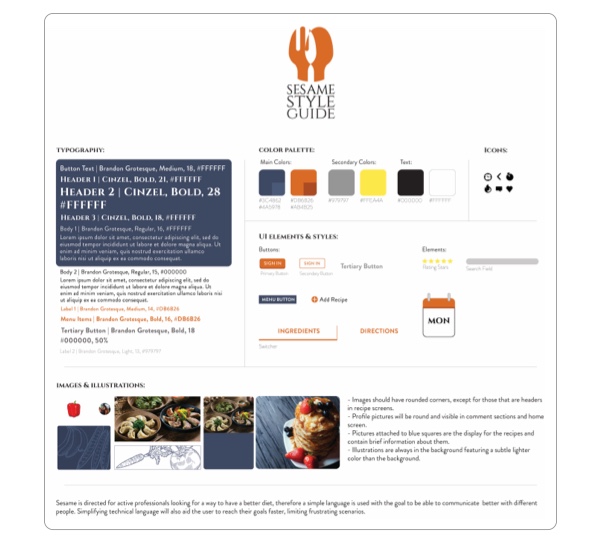 SESAME
STYLE
GUIDE
TYPOGRAPHY:
Button Text | Brandon Grotesque, Medium, 18, #FFFFFF
Header 1 | Cinzel, Bold, 21, #FFFFFF
Header 2 | Cinzel, Bold, 28
#FFFFFF
Header 3 | Cinzel, Bold, 18, #FFFFFF
Body 1 | Brandon Grotesque, Regular, 16, #FFFFFF
Lorem ipsum dolor sit amet, consectetur adipiscing elit, sed do
eiusmod tempor incididunt ut labore et dolore magna aliqua. Ut
enim ad minim veniam, quis nostrud exercitation ullamco
laboris nisi ut aliquip ex ea commodo consequat.
Body 2 | Brandon Grotesque, Regular, 15, #000000
Lorem ipsum dolor sit amet, consectetur adipiscing elit, sed do
eiusmod tempor incididunt ut labore et dolore magna aliqua. Ut
enim ad minim veniam, quis nostrud exercitation ullamco laboris nisi
ut aliquip ex ea commodo consequat.
Label 1 | Brandon Grotesque, Medium, 14, #DB6B26
Menu Items | Brandon Grotesque, Bold, 16, #DB6B26
Tertiary Button | Brandon Grotesque, Bold, 18
#000000, 50%
Label 2 | Brandon Grotesque, Light, 15, #979797
COLOR PALETTE:
Main Colors:
Secondary Colors:
Text:
#DB6B26
#979797
#000000
#FFFFFF
ICONS:
UI ELEMENTS & STYLES:
Buttons:
SIGN IN
Primary Button
SIGN IN
Secondary Button
Tertiary Button
MENU BUTTON
Add Recipe
INGREDIENTS
DIRECTIONS
Switcher
Elements:
Rating Stars
Search Field
MON
IMAGES & ILLUSTRATIONS:
- Images should have rounded corners, except for those that are headers
in recipe screens.
- Profile pictures will be round and visible in comment sections and home
screen.
- Pictures attached to blue squares are the display for the recipes and
contain brief information about them.
- Illustrations are always in the background featuring a subtle lighter
color than the background.
Sesame is directed for active professionals looking for a way to have a better diet, therefore a simple language is used with the goal to be able to communicate better with different
people. Simplifying technical language will also aid the user to reach their goals faster, limiting frustrating scenarios.